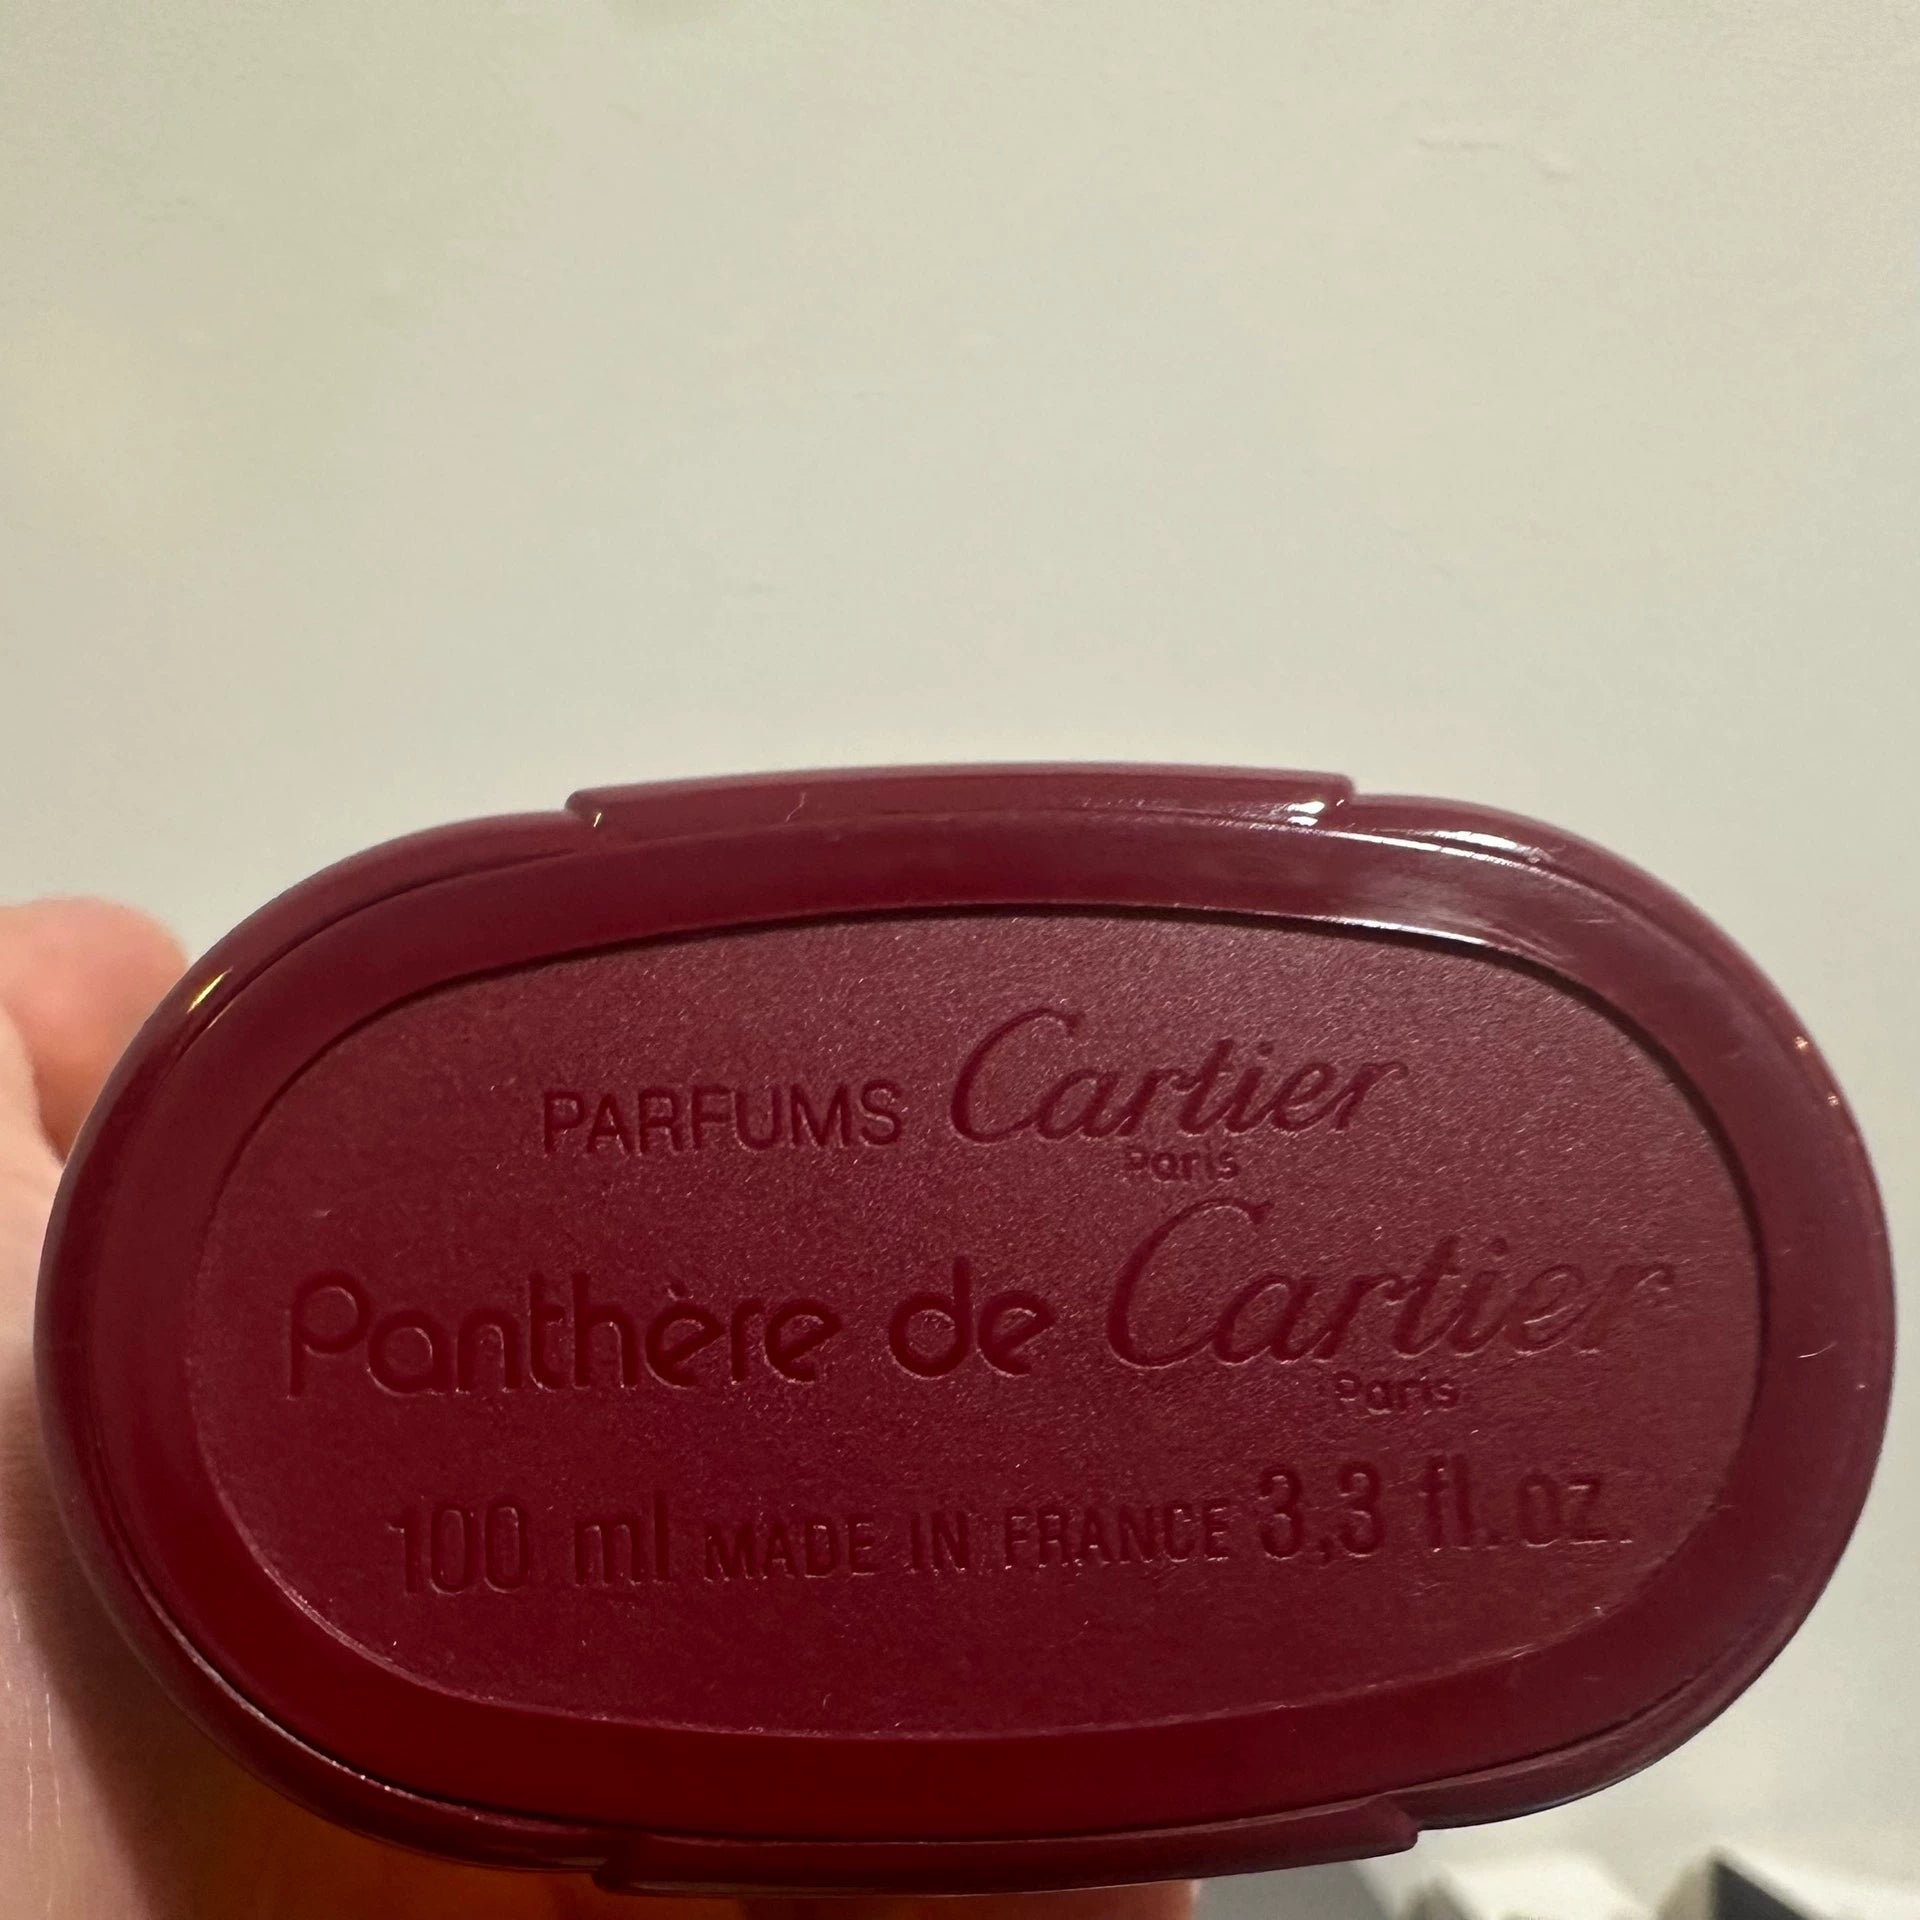 PARFUMS Cartier
Paris
Panthère de Cartier
Paris
100 ml MADE IN FRANCE 3,3 fl. oz.